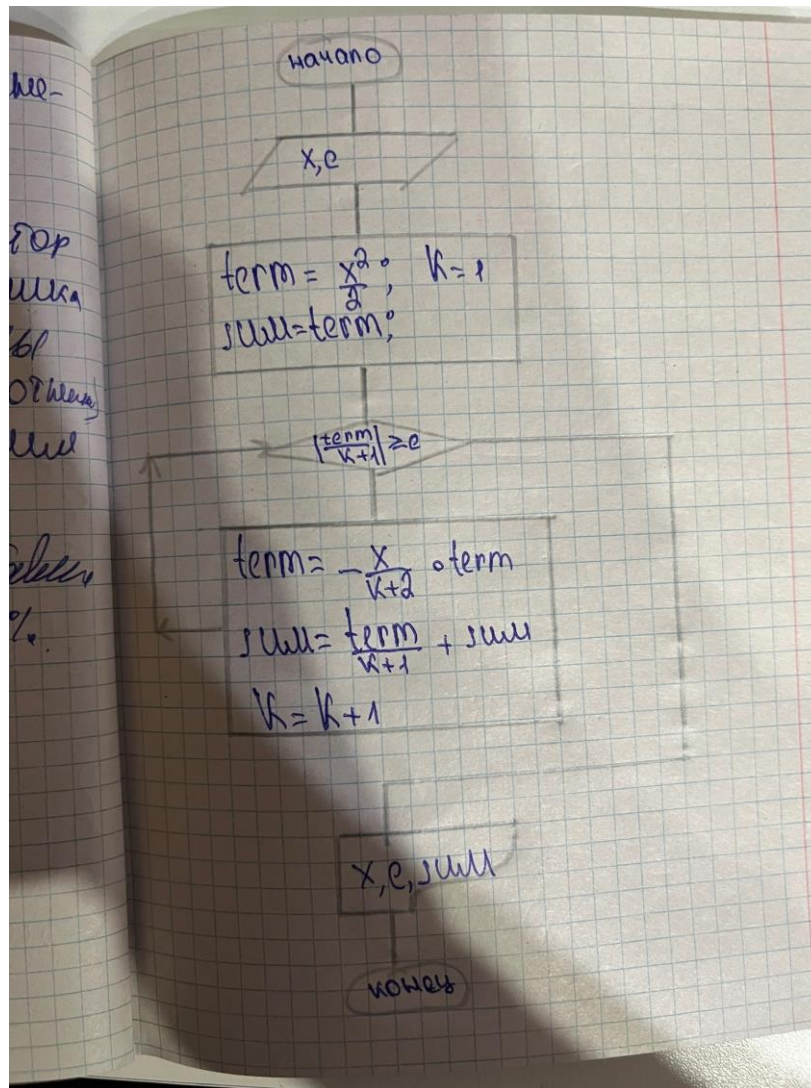 начало
x,e
term = x²/2; K=1
sum=term;
|term/K+1| ≥ e
term = -x/K+2 ∘ term
sum = term/K+1 + sum
K = K+1
x, e, sum
конец